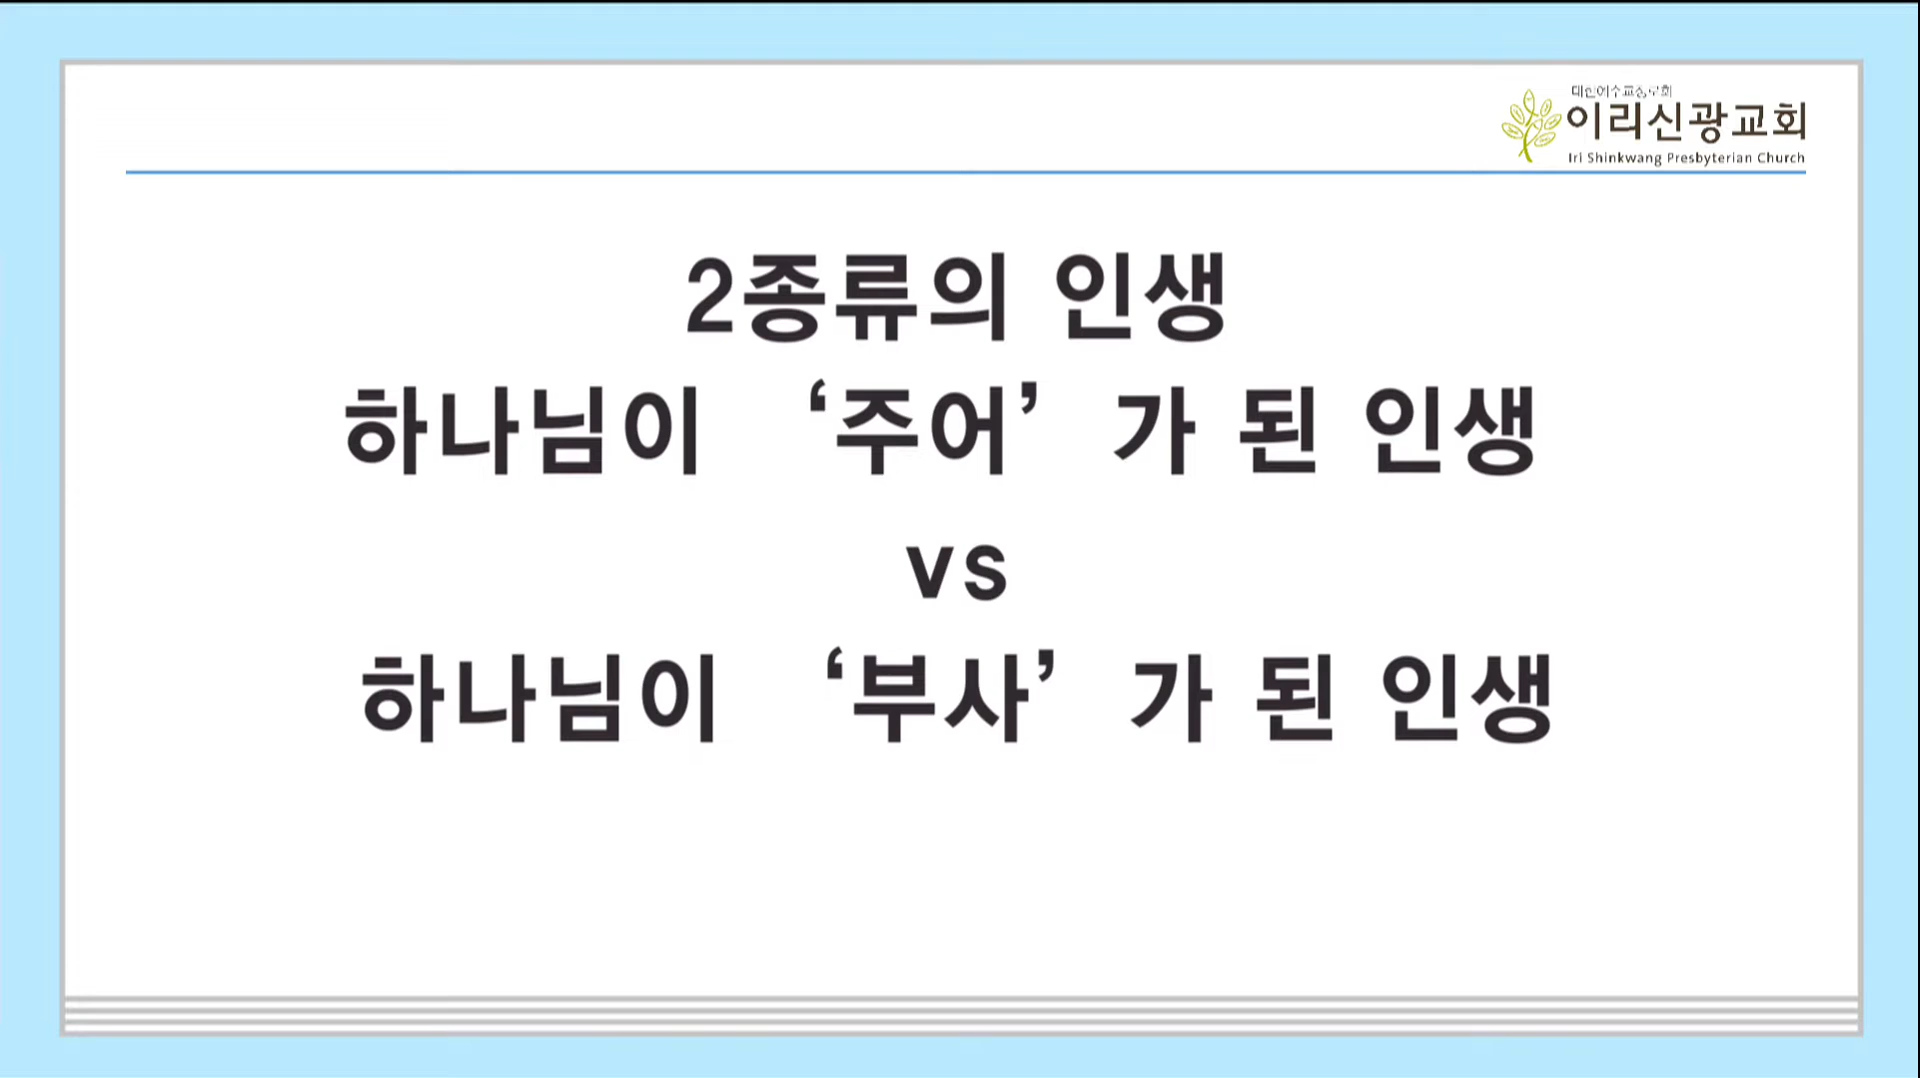 대한예수교장로회
이리신광교회
Iri Shinkwang Presbyterian Church
2종류의 인생
하나님이 ‘주어’가 된 인생
vs
하나님이 ‘부사’가 된 인생